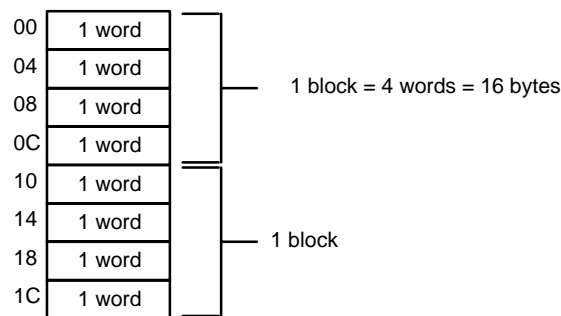 00 1 word
04 1 word
08 1 word
1 block = 4 words = 16 bytes
0C 1 word
10 1 word
14 1 word
1 block
18 1 word
1C 1 word